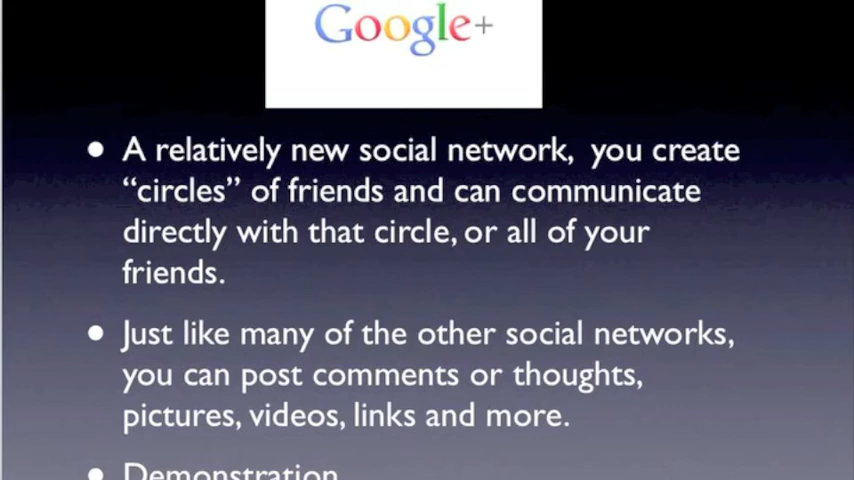 Google+
• A relatively new social network,  you create
“circles” of friends and can communicate
directly with that circle, or all of your
friends.
• Just like many of the other social networks,
you can post comments or thoughts,
pictures, videos, links and more.
• Demonstration